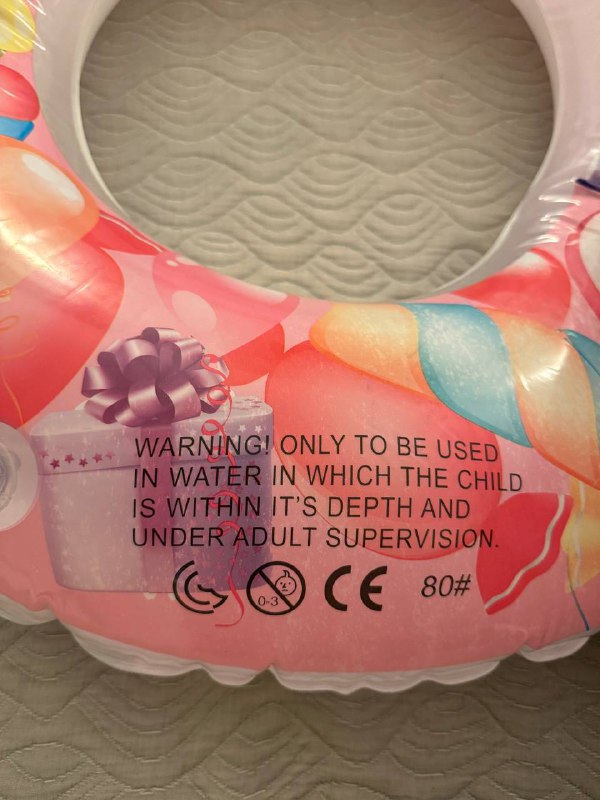 WARNING! ONLY TO BE USED
IN WATER IN WHICH THE CHILD
IS WITHIN IT'S DEPTH AND
UNDER ADULT SUPERVISION.
0-3 CE 80#